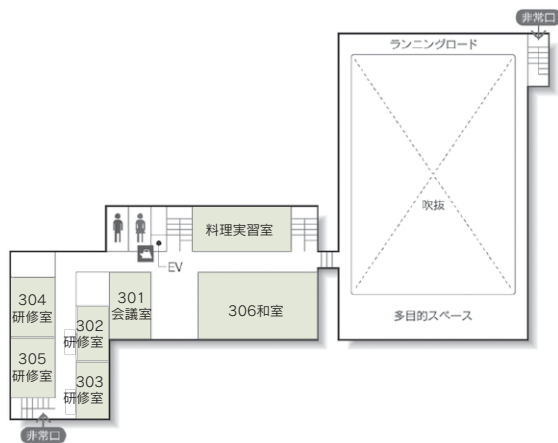 非常口
ランニングロード
吹抜
多目的スペース
料理実習室
EV
304
研修室
301
会議室
306和室
302
研修室
305
研修室
303
研修室
非常口